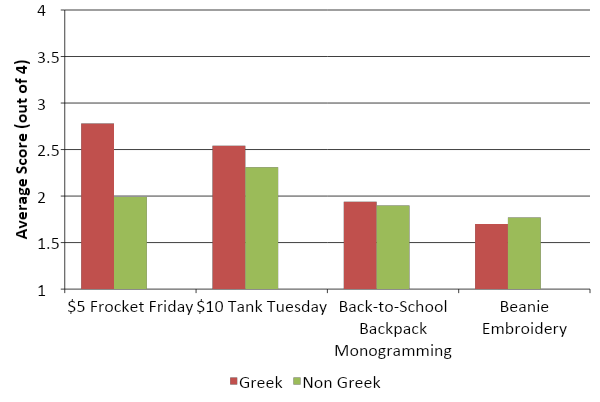 Average Score (out of 4)
4
3.5
3
2.5
2
1.5
1
$5 Frocket Friday
$10 Tank Tuesday
Back-to-School
Backpack
Monogramming
Beanie
Embroidery
Greek
Non Greek